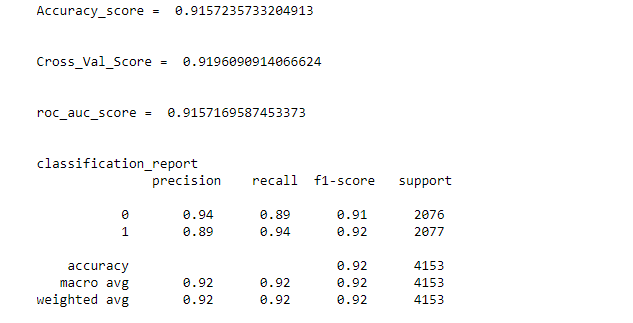 Accuracy_score =  0.9157235733204913
Cross_Val_Score =  0.9196090914066624
roc_auc_score =  0.9157169587453373
classification_report
precision    recall  f1-score   support
0       0.94      0.89      0.91      2076
1       0.89      0.94      0.92      2077
accuracy                           0.92      4153
macro avg       0.92      0.92      0.92      4153
weighted avg       0.92      0.92      0.92      4153